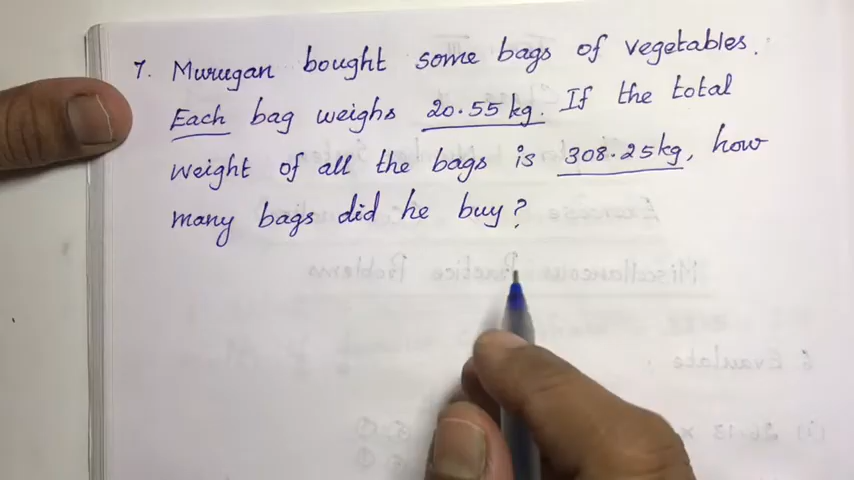 7. Murugan bought some bags of vegetables.
Each bag weighs 20.55 kg. If the total
weight of all the bags is 308.25kg, how
many bags did he buy?